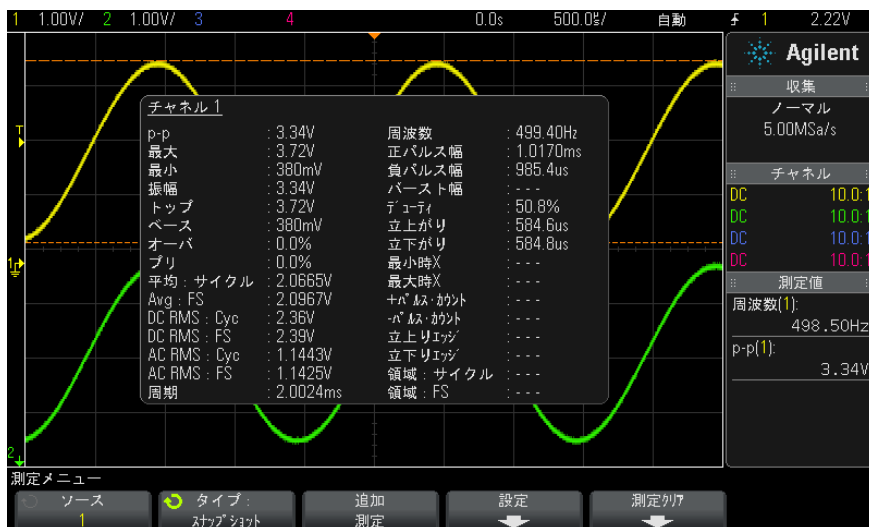 1 1.00V/ 2 1.00V/ 3 4 0.0s 500.0㎲/ 自動 1 2.22V
Agilent
収集
ノーマル
5.00MSa/s
チャネル
DC 10.0:1
DC 10.0:1
DC 10.0:1
DC 10.0:1
測定値
周波数(1):
498.50Hz
p-p(1):
3.34V
T
1
2
チャネル 1
p-p : 3.34V 周波数 : 499.40Hz
最大 : 3.72V 正パルス幅 : 1.0170ms
最小 : 380mV 負パルス幅 : 985.4us
振幅 : 3.34V バースト幅 : - - -
トップ : 3.72V デューティ : 50.8%
ベース : 380mV 立上がり : 584.6us
オーバ : 0.0% 立下がり : 584.8us
プリ : 0.0% 最小時X : - - -
平均 : サイクル : 2.0665V 最大時X : - - -
Avg : FS : 2.0967V +パルス・カウント : - - -
DC RMS : Cyc : 2.36V -パルス・カウント : - - -
DC RMS : FS : 2.39V 立上りエッジ : - - -
AC RMS : Cyc : 1.1443V 立下りエッジ : - - -
AC RMS : FS : 1.1425V 領域 : サイクル : - - -
周期 : 2.0024ms 領域 : FS : - - -
測定メニュー
ソース タイプ : 追加 設定 測定クリア
1 スナップショット 測定